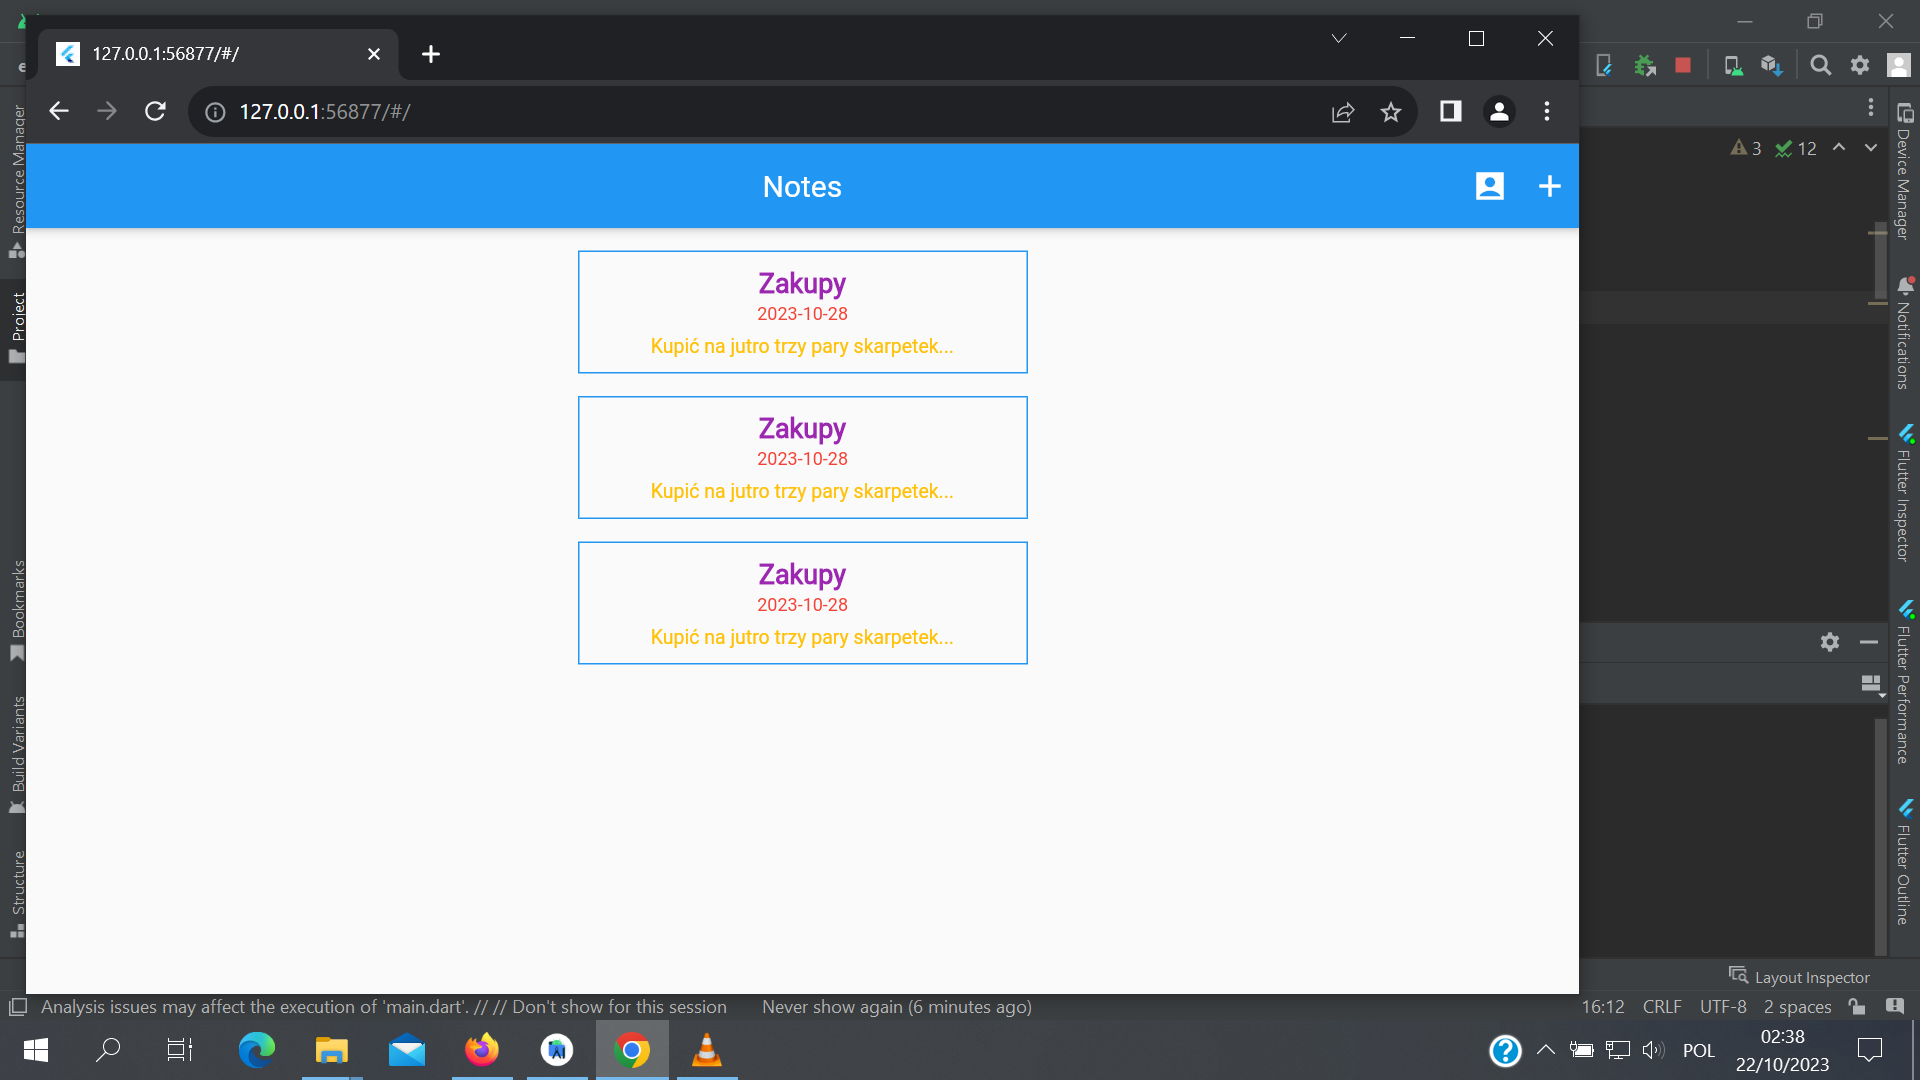 127.0.0.1:56877/#/
127.0.0.1:56877/#/
Notes
Zakupy
2023-10-28
Kupić na jutro trzy pary skarpetek...
Zakupy
2023-10-28
Kupić na jutro trzy pary skarpetek...
Zakupy
2023-10-28
Kupić na jutro trzy pary skarpetek...
Resource Manager
Project
Bookmarks
Build Variants
Structure
3 12
Device Manager
Notifications
Flutter Inspector
Flutter Performance
Flutter Outline
Layout Inspector
Analysis issues may affect the execution of 'main.dart'. // // Don't show for this session Never show again (6 minutes ago)
16:12 CRLF UTF-8 2 spaces
POL
02:38
22/10/2023